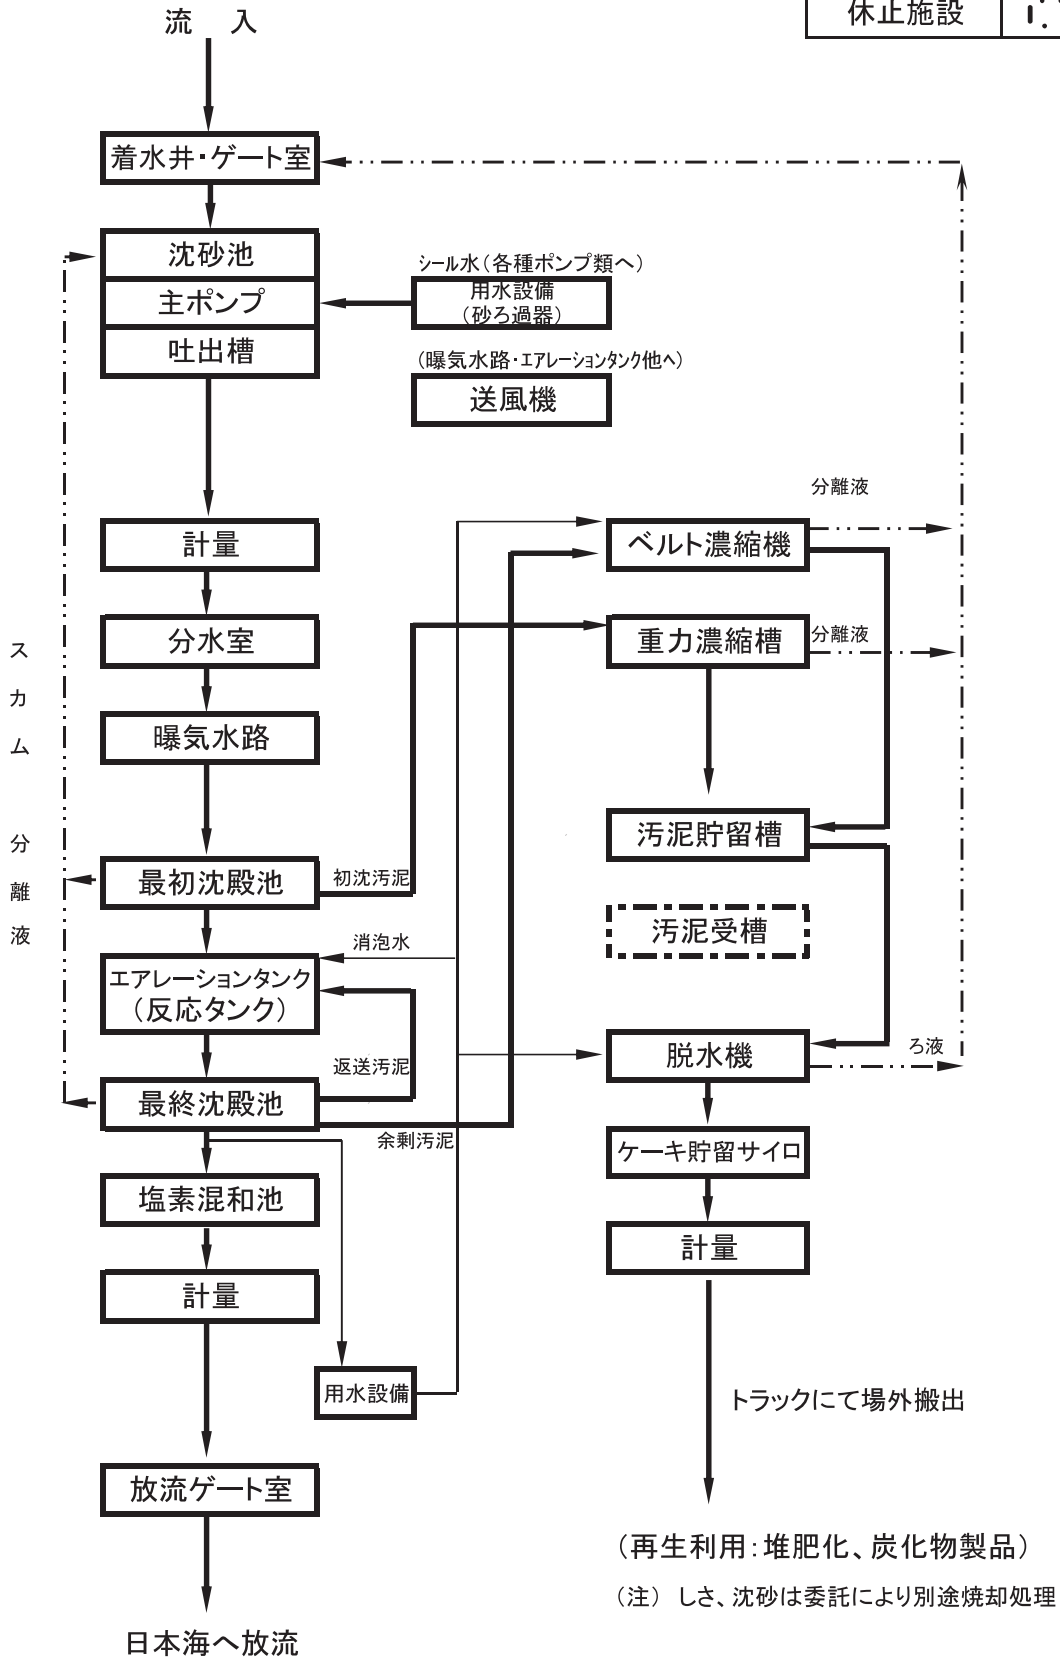 流 入
休止施設
着水井・ゲート室
沈砂池
主ポンプ
吐出槽
シール水(各種ポンプ類へ)
用水設備
(砂ろ過器)
(曝気水路・エアレーションタンク他へ)
送風機
計量
分水室
曝気水路
最初沈殿池
初沈汚泥
消泡水
エアレーションタンク
(反応タンク)
返送汚泥
最終沈殿池
余剰汚泥
塩素混和池
計量
用水設備
放流ゲート室
日本海へ放流
スカム 分離液
分離液
ベルト濃縮機
重力濃縮槽
分離液
汚泥貯留槽
汚泥受槽
脱水機
ろ液
ケーキ貯留サイロ
計量
トラックにて場外搬出
(再生利用:堆肥化、炭化物製品)
(注) しさ、沈砂は委託により別途焼却処理